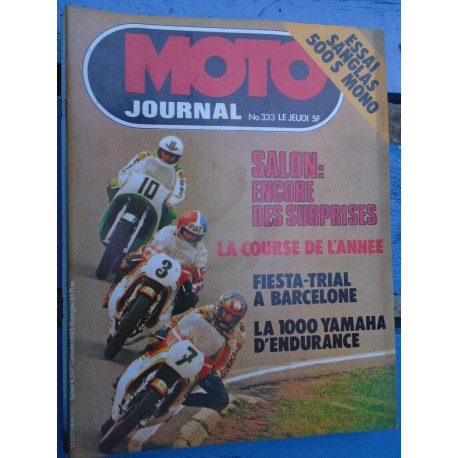 MOTO
JOURNAL
No 333 LE JEUDI 5F
ESSAI
SANGLAS
500 S MONO
SALON:
ENCORE
DES SURPRISES
LA COURSE DE L'ANNEE
FIESTA-TRIAL
A BARCELONE
LA 1000 YAMAHA
D'ENDURANCE
10
3
7